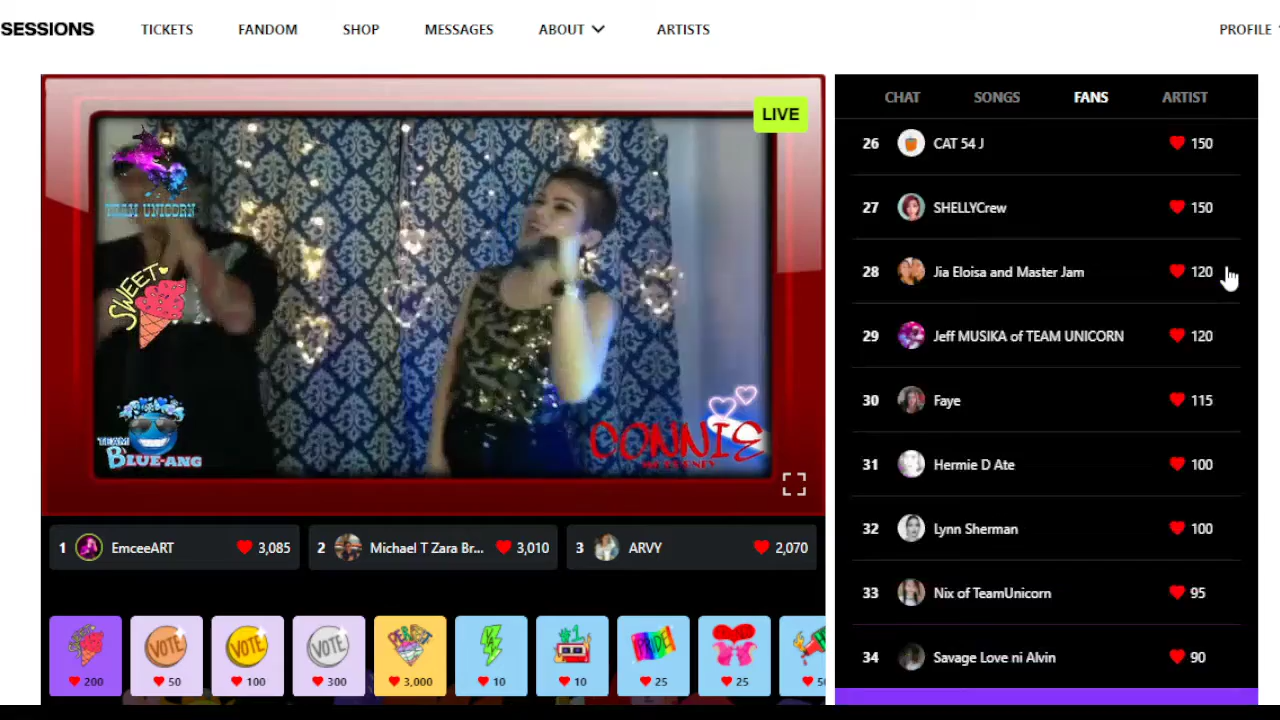 SESSIONS TICKETS FANDOM SHOP MESSAGES ABOUT ARTISTS PROFILE
LIVE
TEAM UNICORN
SWEET
TEAM
BLUE-ANG
CONNIE
1 EmceeART 3,085
2 Michael T Zara Br... 3,010
3 ARVY 2,070
200
VOTE
50
VOTE
100
VOTE
300
PERFECT
3,000
10
#1
10
PRIDE
25
25
CHAT SONGS FANS ARTIST
26 CAT 54 J 150
27 SHELLYCrew 150
28 Jia Eloisa and Master Jam 120
29 Jeff MUSIKA of TEAM UNICORN 120
30 Faye 115
31 Hermie D Ate 100
32 Lynn Sherman 100
33 Nix of TeamUnicorn 95
34 Savage Love ni Alvin 90